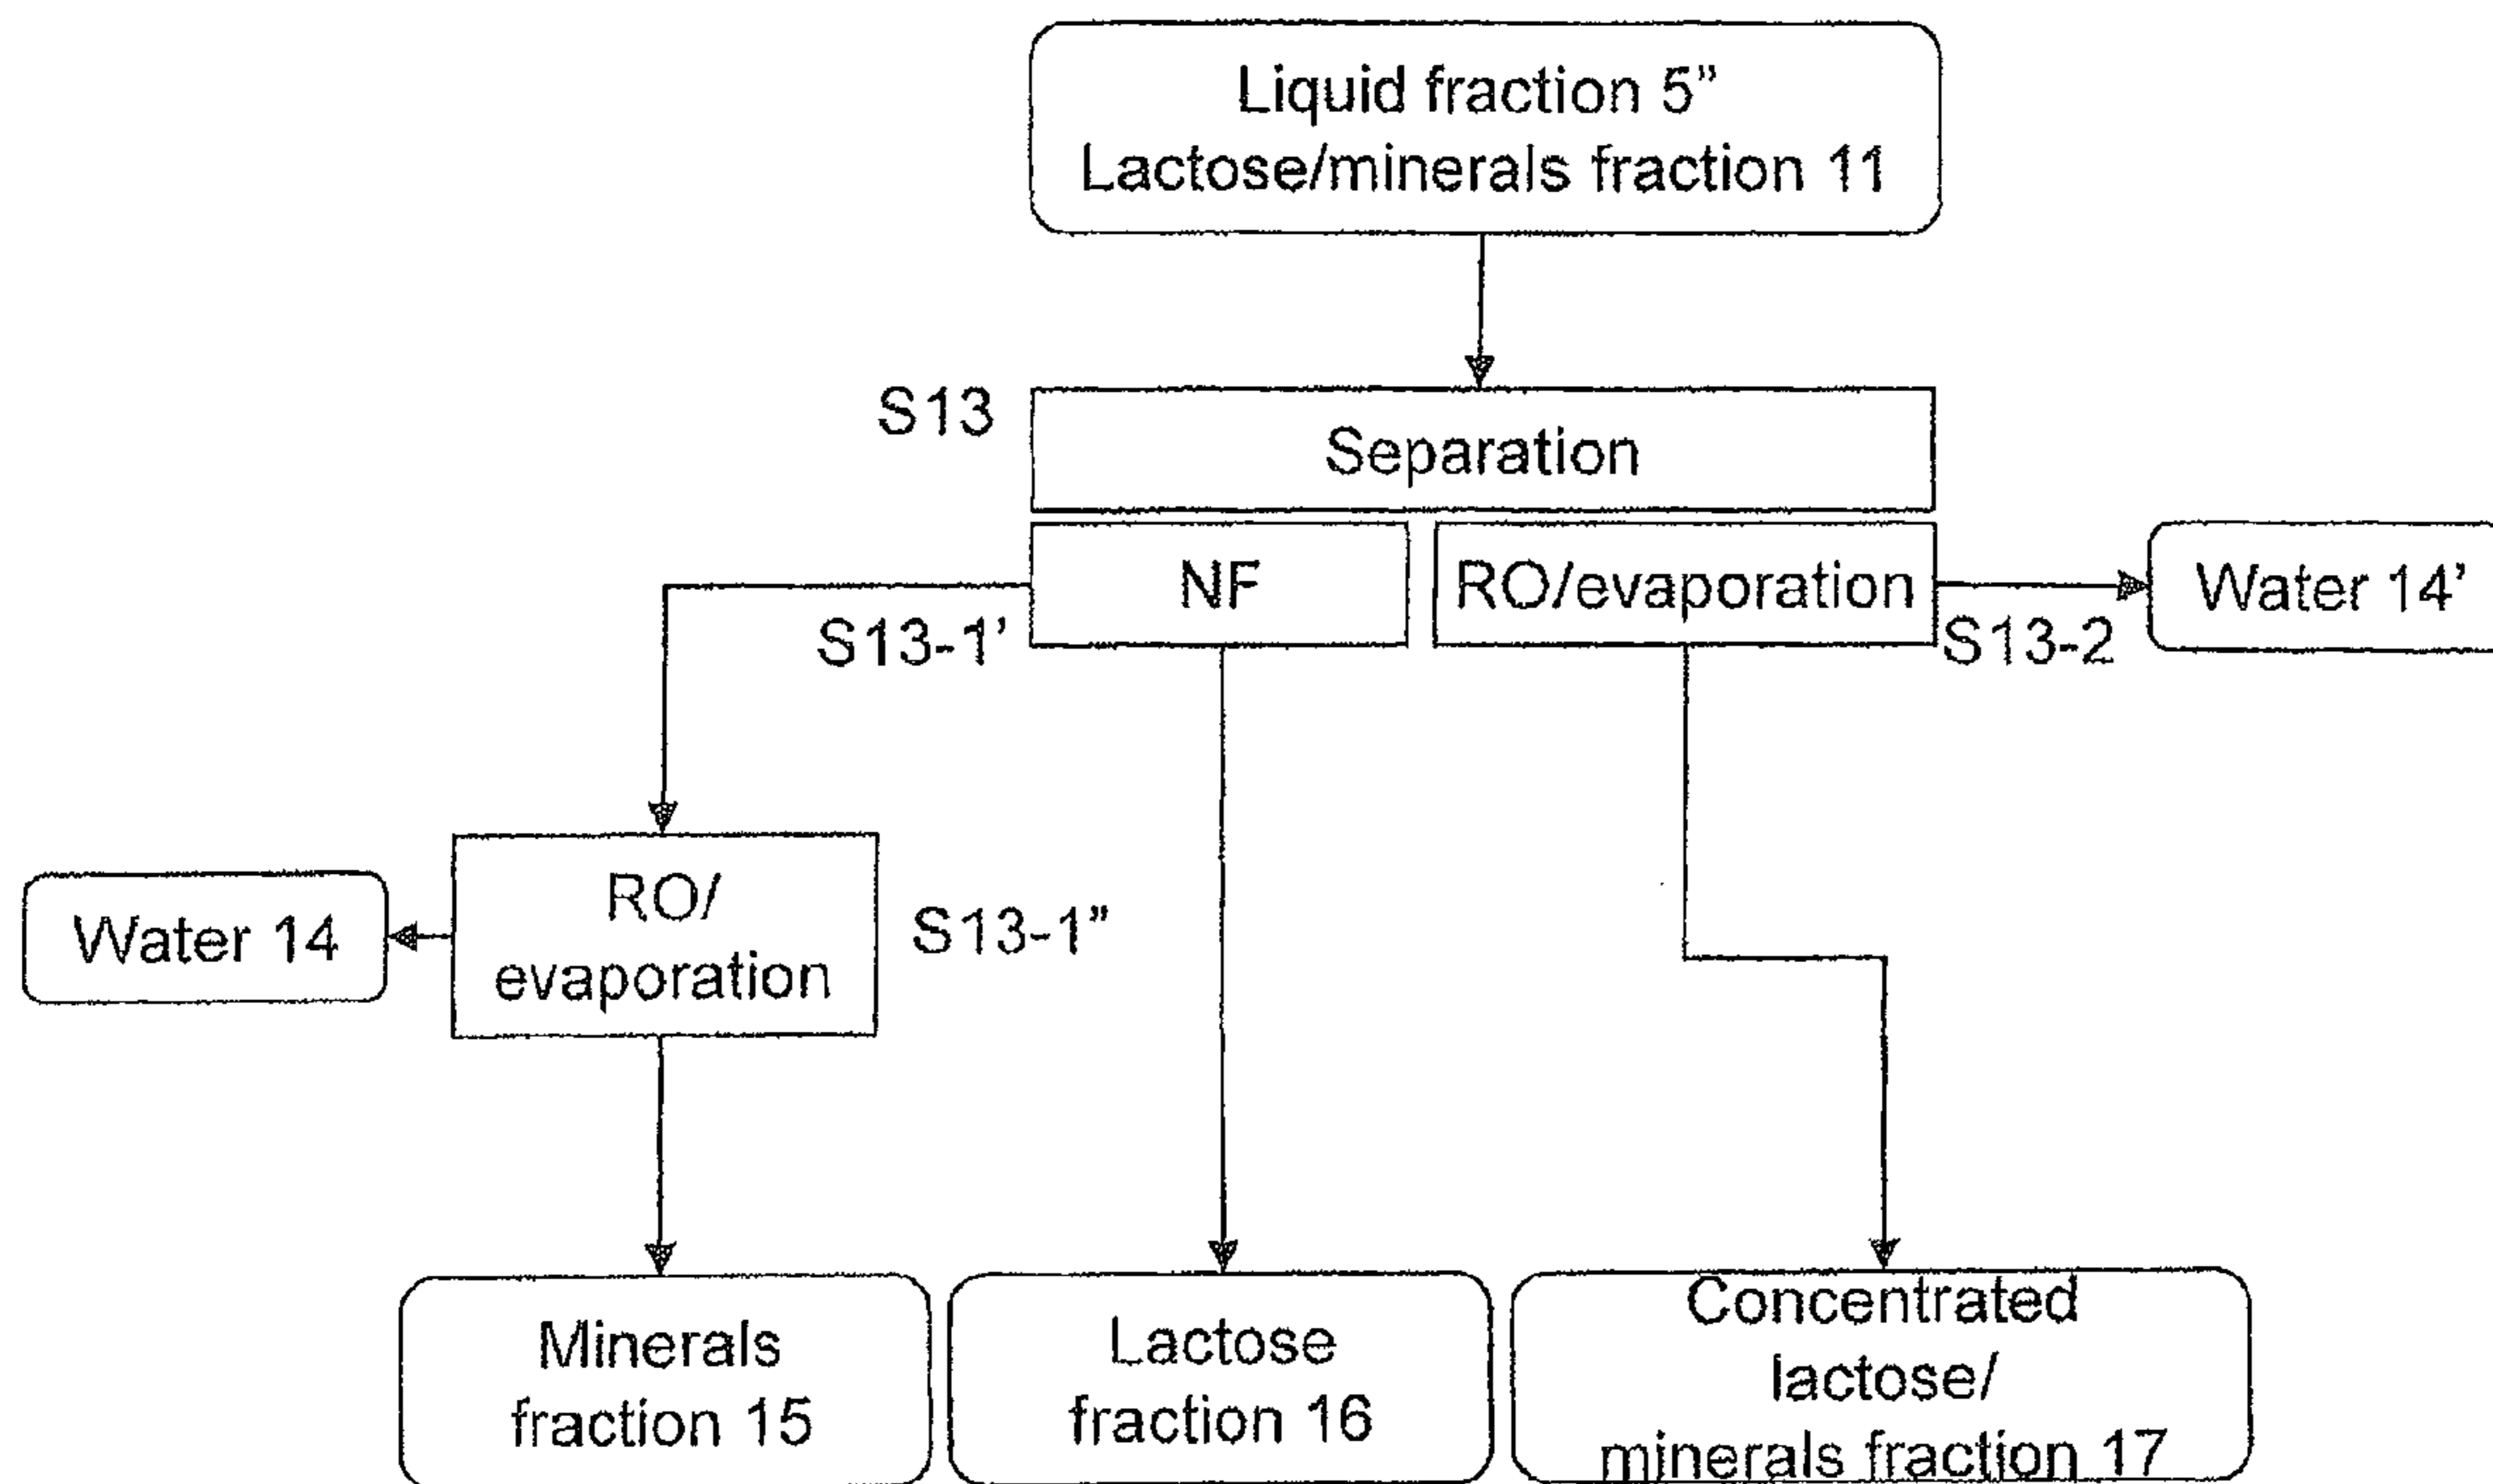 Liquid fraction 5”
Lactose/minerals fraction 11
S13
Separation
NF
RO/evaporation
Water 14’
S13-1’
S13-2
RO/
evaporation
Water 14
S13-1”
Minerals
fraction 15
Lactose
fraction 16
Concentrated
lactose/
minerals fraction 17